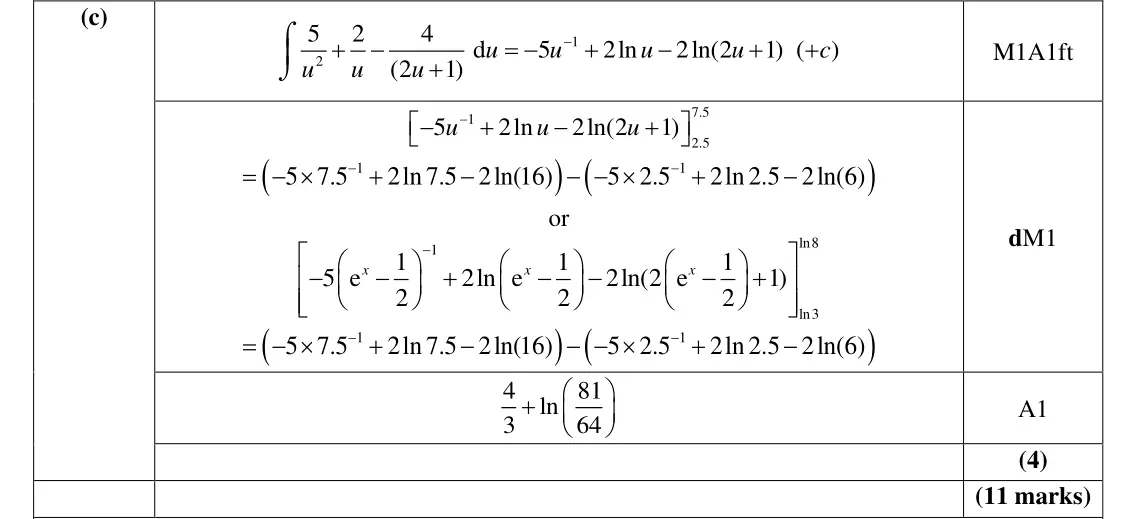 (c) ∫ 5/u² + 2/u − 4/(2u+1) du = −5u⁻¹ + 2ln u − 2ln(2u+1) (+c) M1A1ft
[−5u⁻¹ + 2ln u − 2ln(2u+1)]₂.₅^7.5
= (−5×7.5⁻¹ + 2ln 7.5 − 2ln(16)) − (−5×2.5⁻¹ + 2ln 2.5 − 2ln(6))
or
[−5(eˣ − 1/2)⁻¹ + 2ln(eˣ − 1/2) − 2ln(2(eˣ − 1/2)+1)]_ln3^ln8 dM1
= (−5×7.5⁻¹ + 2ln 7.5 − 2ln(16)) − (−5×2.5⁻¹ + 2ln 2.5 − 2ln(6))
4/3 + ln(81/64) A1
(4)
(11 marks)